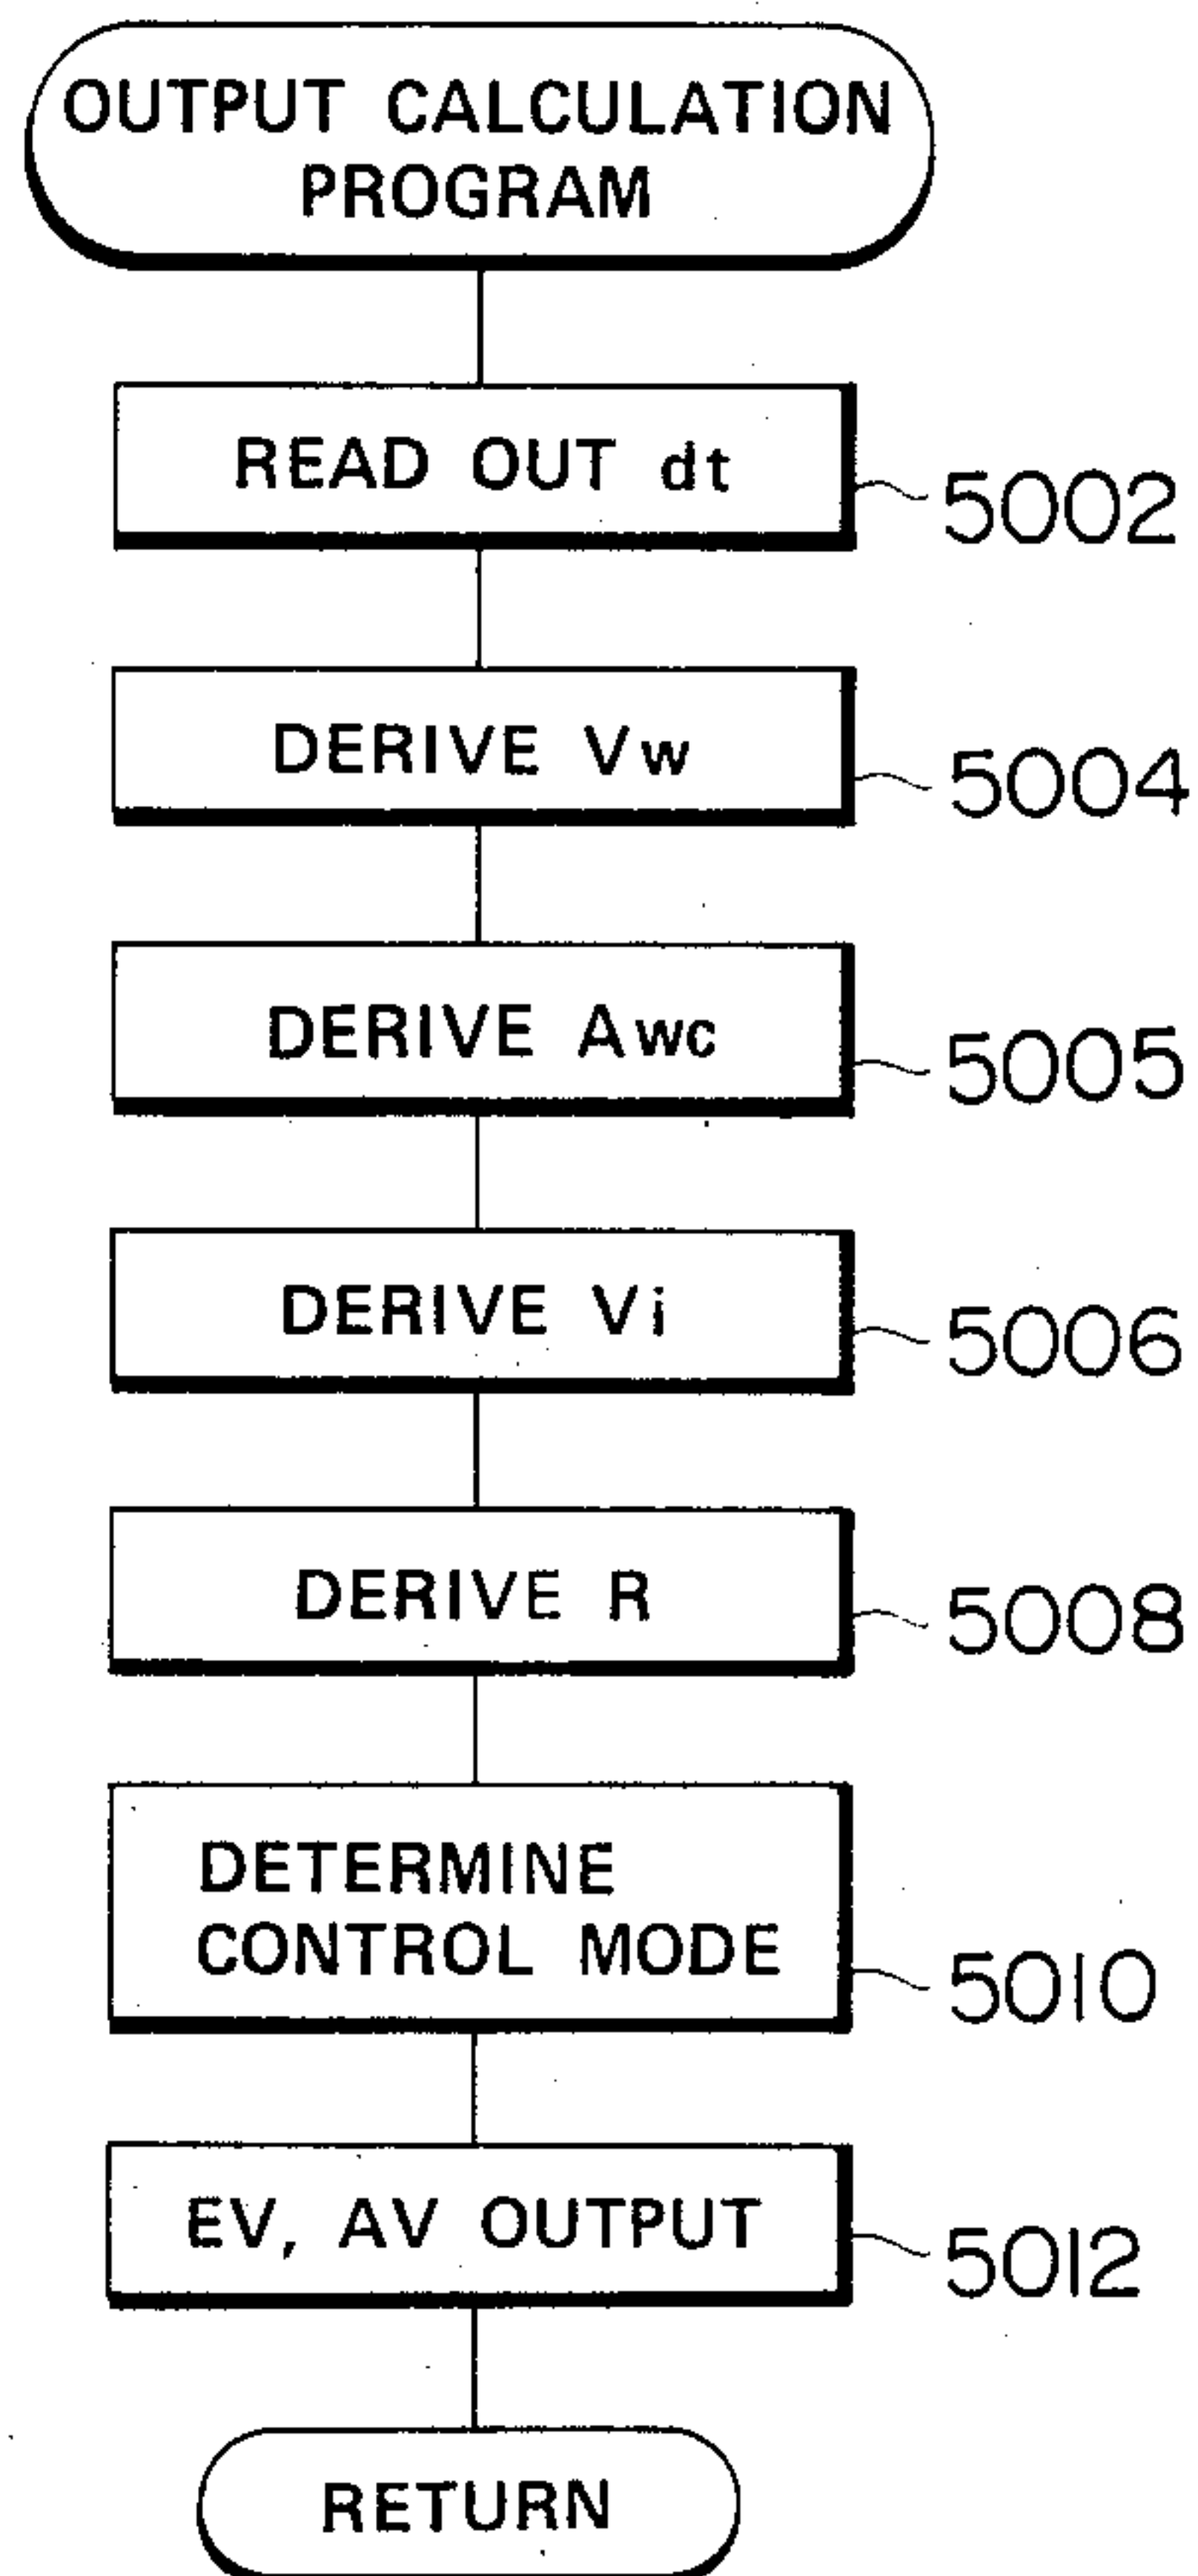 OUTPUT CALCULATION
PROGRAM
READ OUT dt
5002
DERIVE Vw
5004
DERIVE Awc
5005
DERIVE Vi
5006
DERIVE R
5008
DETERMINE
CONTROL MODE
5010
EV, AV OUTPUT
5012
RETURN